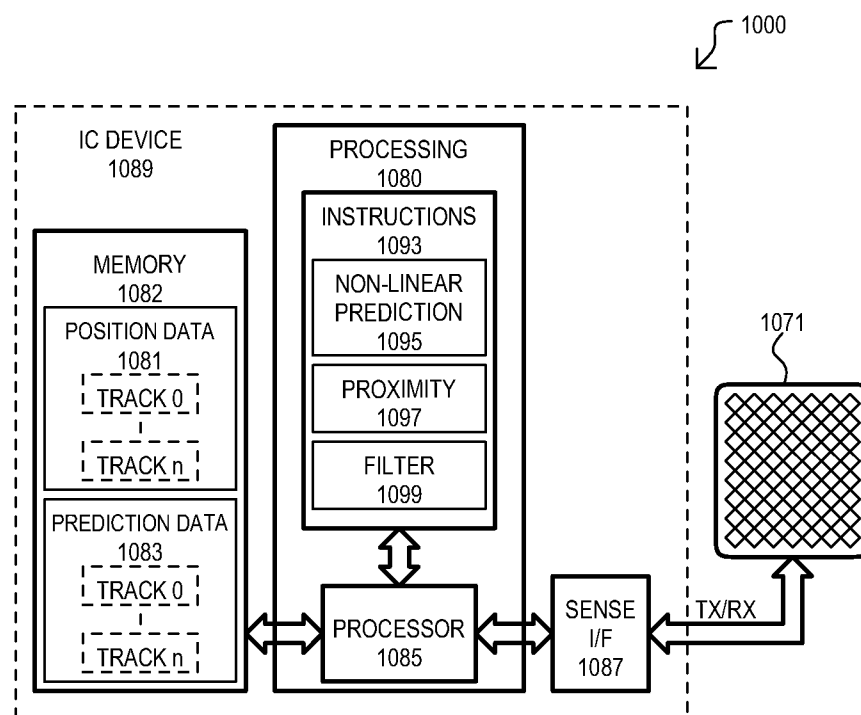 1000
IC DEVICE
1089
MEMORY
1082
POSITION DATA
1081
TRACK 0
TRACK n
PREDICTION DATA
1083
TRACK 0
TRACK n
PROCESSING
1080
INSTRUCTIONS
1093
NON-LINEAR
PREDICTION
1095
PROXIMITY
1097
FILTER
1099
PROCESSOR
1085
SENSE
I/F
1087
TX/RX
1071